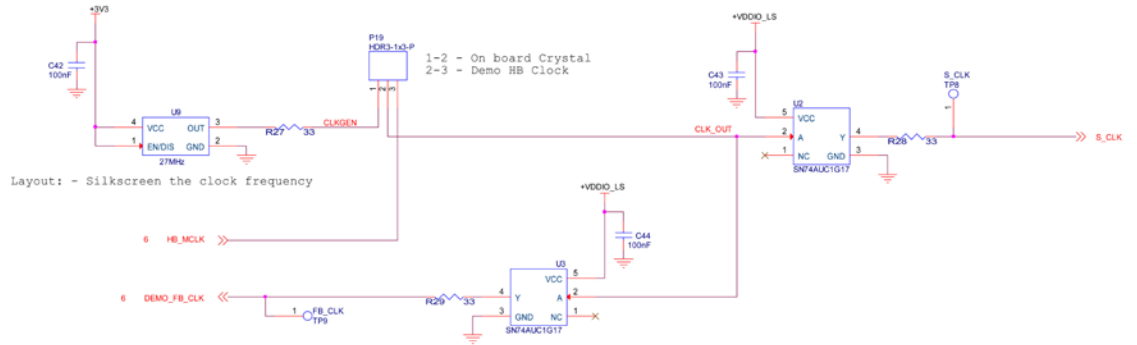 +3V3
C42
100nF
U9
4 VCC OUT 3
1 EN/DIS GND 2
27MHz
R27 33
CLKGEN
P19
HDR3-1x3-P
1 2 3
1-2 - On board Crystal
2-3 - Demo HB Clock
Layout: - Silkscreen the clock frequency
+VDDIO_LS
C43
100nF
U2
5 VCC
CLK_OUT 2 A Y 4
1 NC GND 3
SN74AUC1G17
R28 33
S_CLK
TP8
1
S_CLK
6 HB_MCLK
+VDDIO_LS
C44
100nF
U3
VCC 5
4 Y A 2
3 GND NC 1
SN74AUC1G17
R29 33
6 DEMO_FB_CLK
1 FB_CLK
TP9